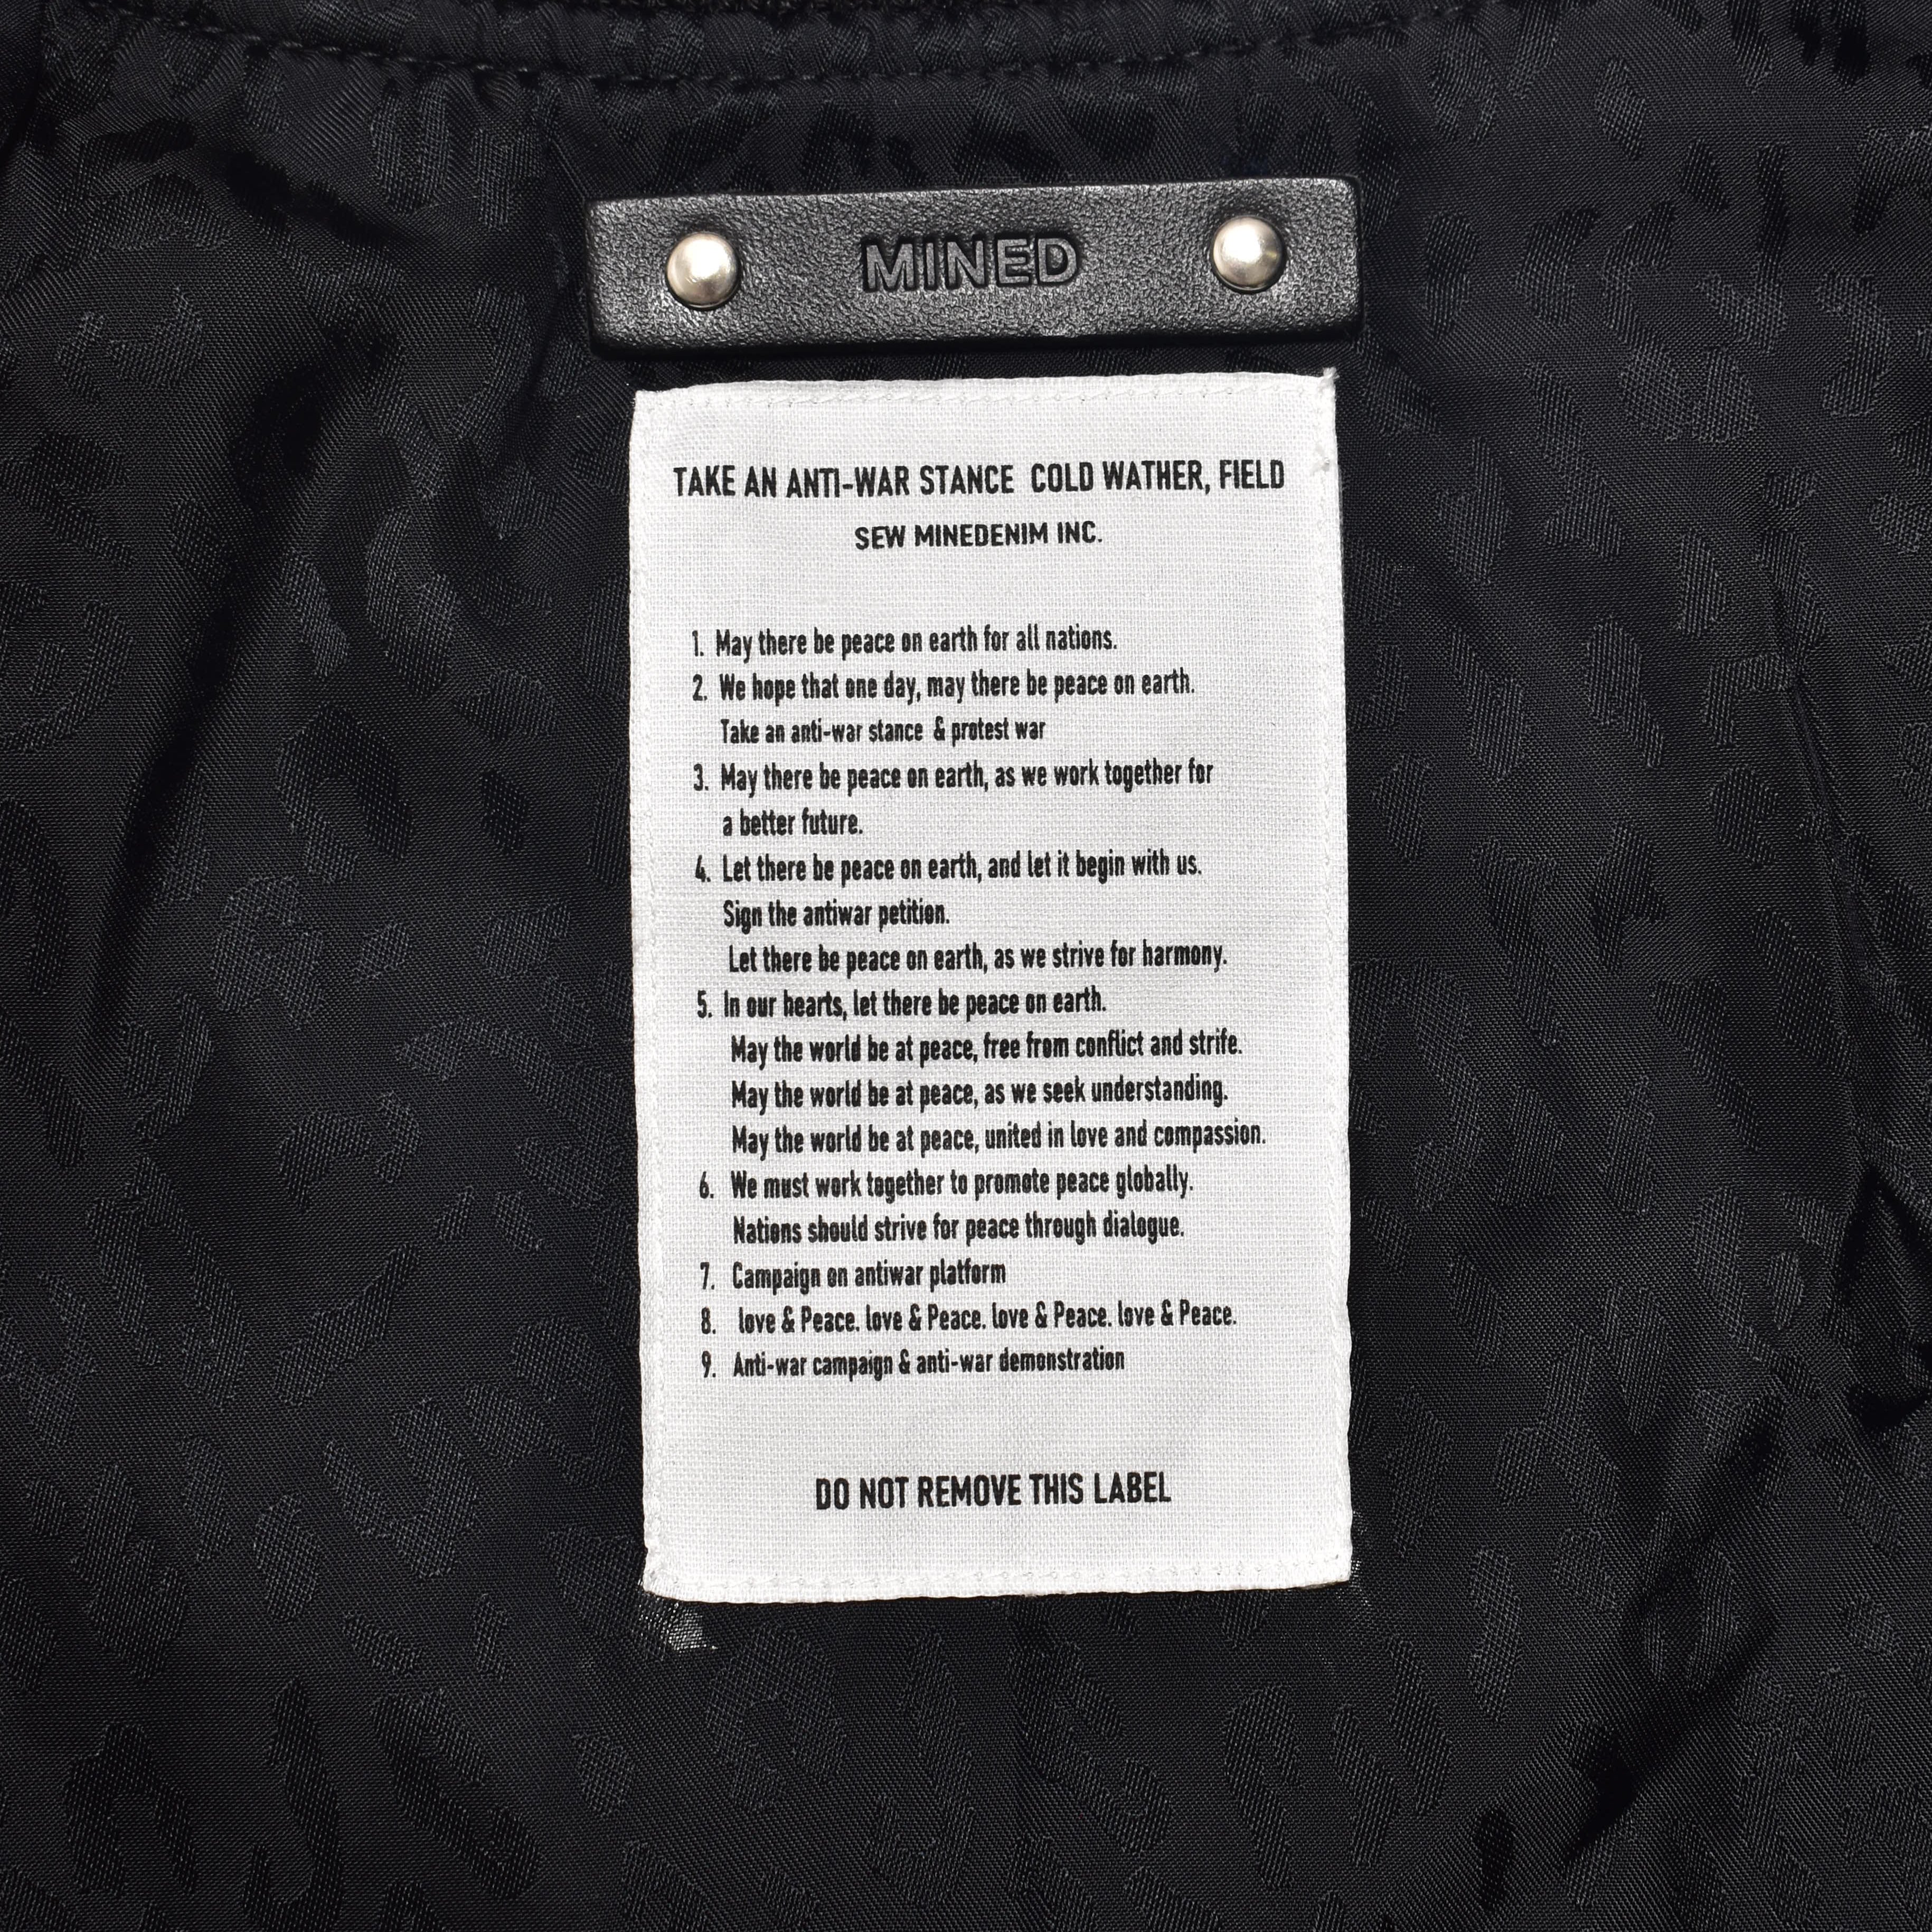 MINED
TAKE AN ANTI-WAR STANCE COLD WATHER, FIELD
SEW MINEDENIM INC.
1. May there be peace on earth for all nations.
2. We hope that one day, may there be peace on earth.
Take an anti-war stance & protest war
3. May there be peace on earth, as we work together for
a better future.
4. Let there be peace on earth, and let it begin with us.
Sign the antiwar petition.
Let there be peace on earth, as we strive for harmony.
5. In our hearts, let there be peace on earth.
May the world be at peace, free from conflict and strife.
May the world be at peace, as we seek understanding.
May the world be at peace, united in love and compassion.
6. We must work together to promote peace globally.
Nations should strive for peace through dialogue.
7. Campaign on antiwar platform
8. love & Peace. love & Peace. love & Peace. love & Peace.
9. Anti-war campaign & anti-war demonstration
DO NOT REMOVE THIS LABEL